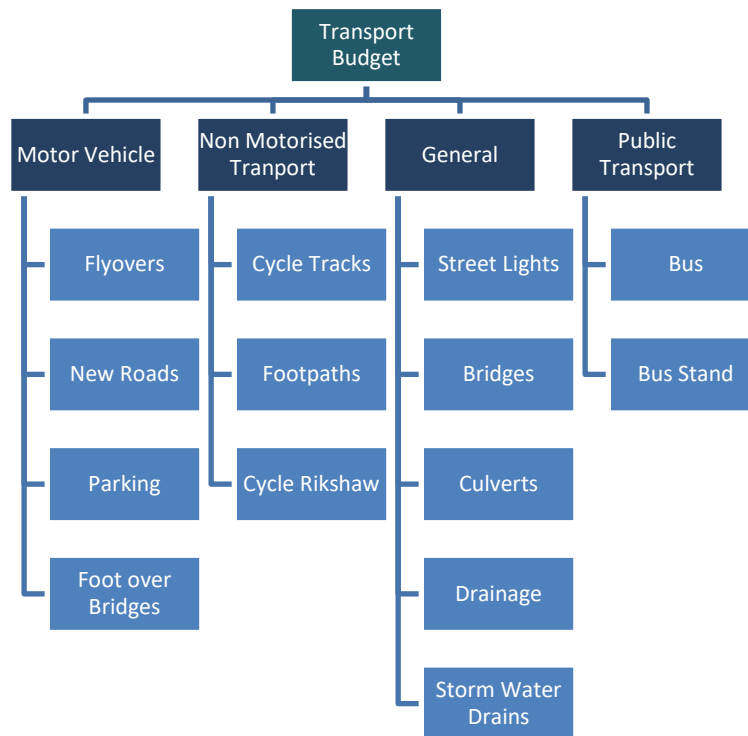 Transport
Budget
Motor Vehicle
Non Motorised
Tranport
General
Public
Transport
Flyovers
Cycle Tracks
Street Lights
Bus
New Roads
Footpaths
Bridges
Bus Stand
Parking
Cycle Rikshaw
Culverts
Foot over
Bridges
Drainage
Storm Water
Drains